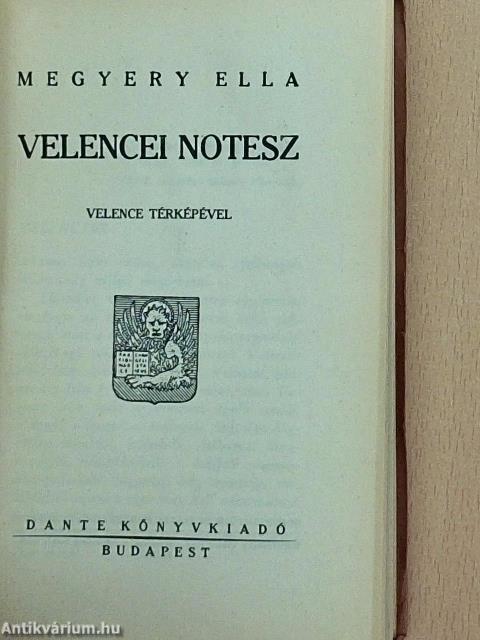 MEGYERY ELLA
VELENCEI NOTESZ
VELENCE TÉRKÉPÉVEL
DANTE KÖNYVKIADÓ
BUDAPEST
Antikvárium.hu